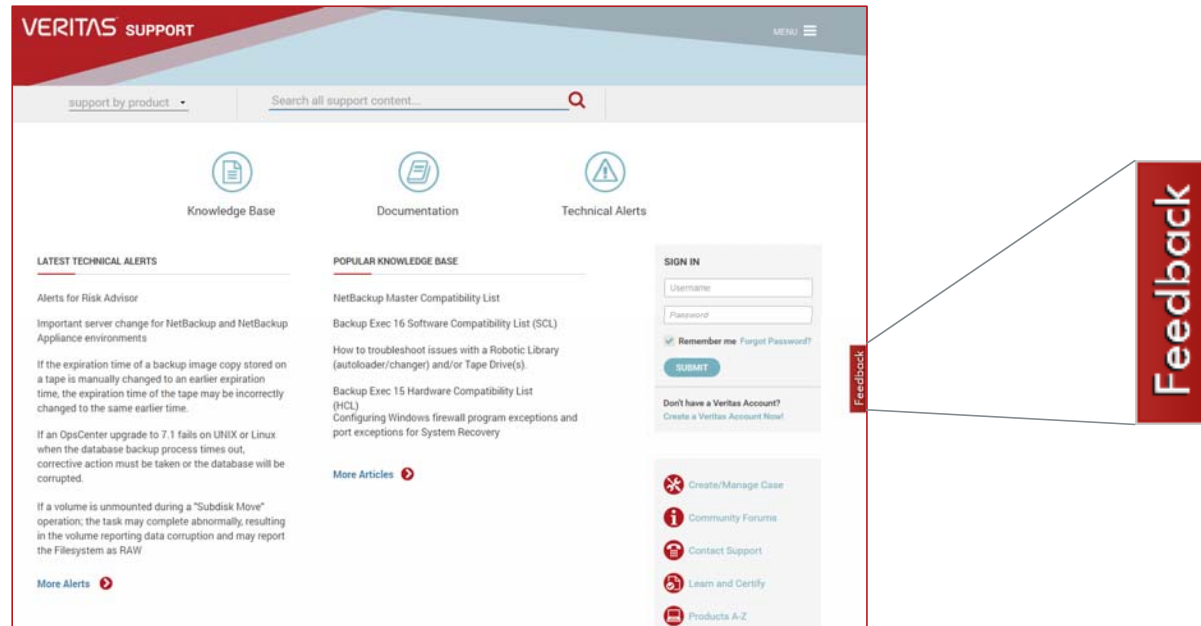 VERITAS SUPPORT
MENU
support by product
Search all support content...
Knowledge Base
Documentation
Technical Alerts
LATEST TECHNICAL ALERTS
Alerts for Risk Advisor
Important server change for NetBackup and NetBackup
Appliance environments
If the expiration time of a backup image copy stored on
a tape is manually changed to an earlier expiration
time, the expiration time of the tape may be incorrectly
changed to the same earlier time.
If an OpsCenter upgrade to 7.1 fails on UNIX or Linux
when the database backup process times out,
corrective action must be taken or the database will be
corrupted.
If a volume is unmounted during a "Subdisk Move"
operation; the task may complete abnormally, resulting
in the volume reporting data corruption and may report
the Filesystem as RAW
More Alerts
POPULAR KNOWLEDGE BASE
NetBackup Master Compatibility List
Backup Exec 16 Software Compatibility List (SCL)
How to troubleshoot issues with a Robotic Library
(autoloader/changer) and/or Tape Drive(s).
Backup Exec 15 Hardware Compatibility List
(HCL)
Configuring Windows firewall program exceptions and
port exceptions for System Recovery
More Articles
SIGN IN
Username
Password
Remember me Forgot Password?
SUBMIT
Don't have a Veritas Account?
Create a Veritas Account Now!
Create/Manage Case
Community Forums
Contact Support
Learn and Certify
Products A-Z
Feedback
Feedback